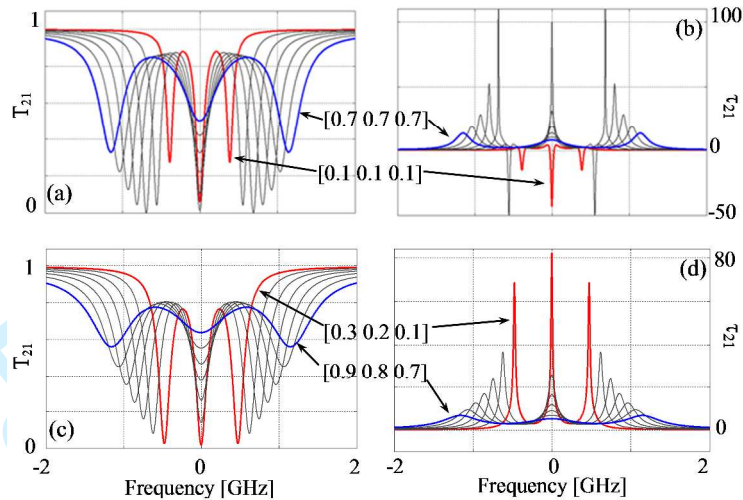 1
T21
0
(a)
[0.7 0.7 0.7]
[0.1 0.1 0.1]
100
(b)
τ21
0
-50
1
T21
0
(c)
[0.3 0.2 0.1]
[0.9 0.8 0.7]
80
(d)
τ21
0
-2
0
2
Frequency [GHz]
-2
0
2
Frequency [GHz]